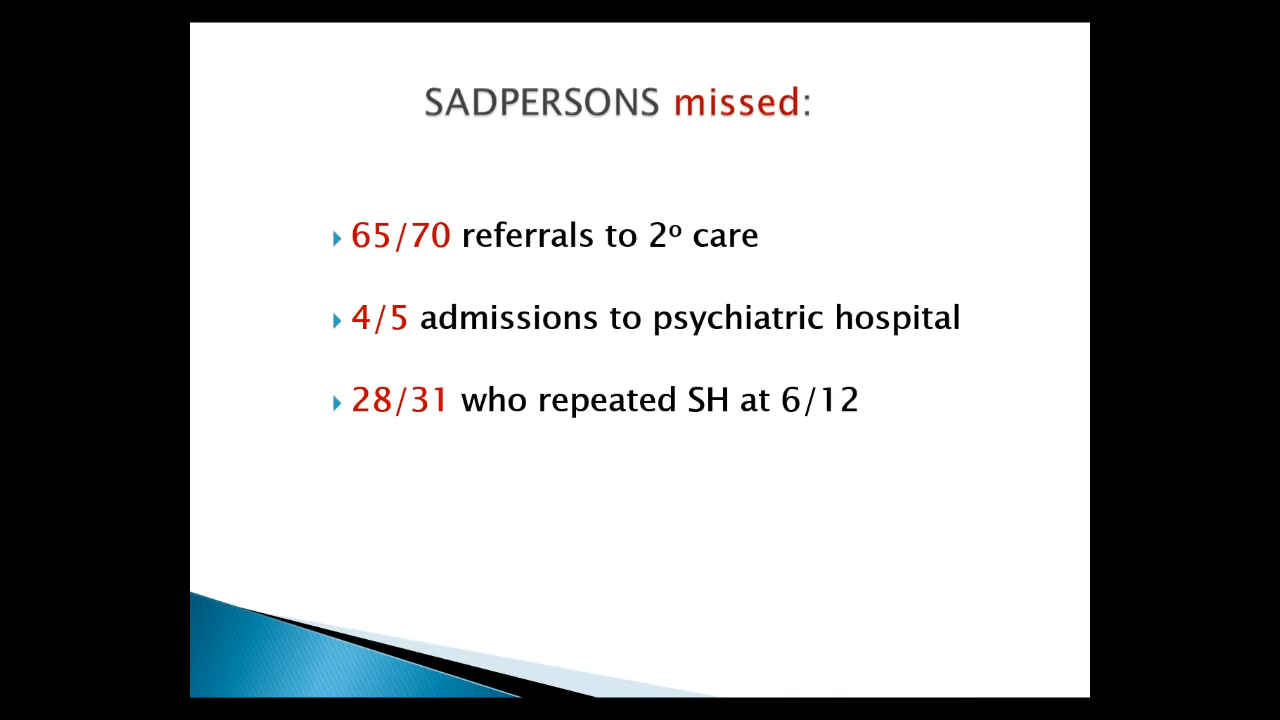 SADPERSONS missed:
65/70 referrals to 2º care
4/5 admissions to psychiatric hospital
28/31 who repeated SH at 6/12